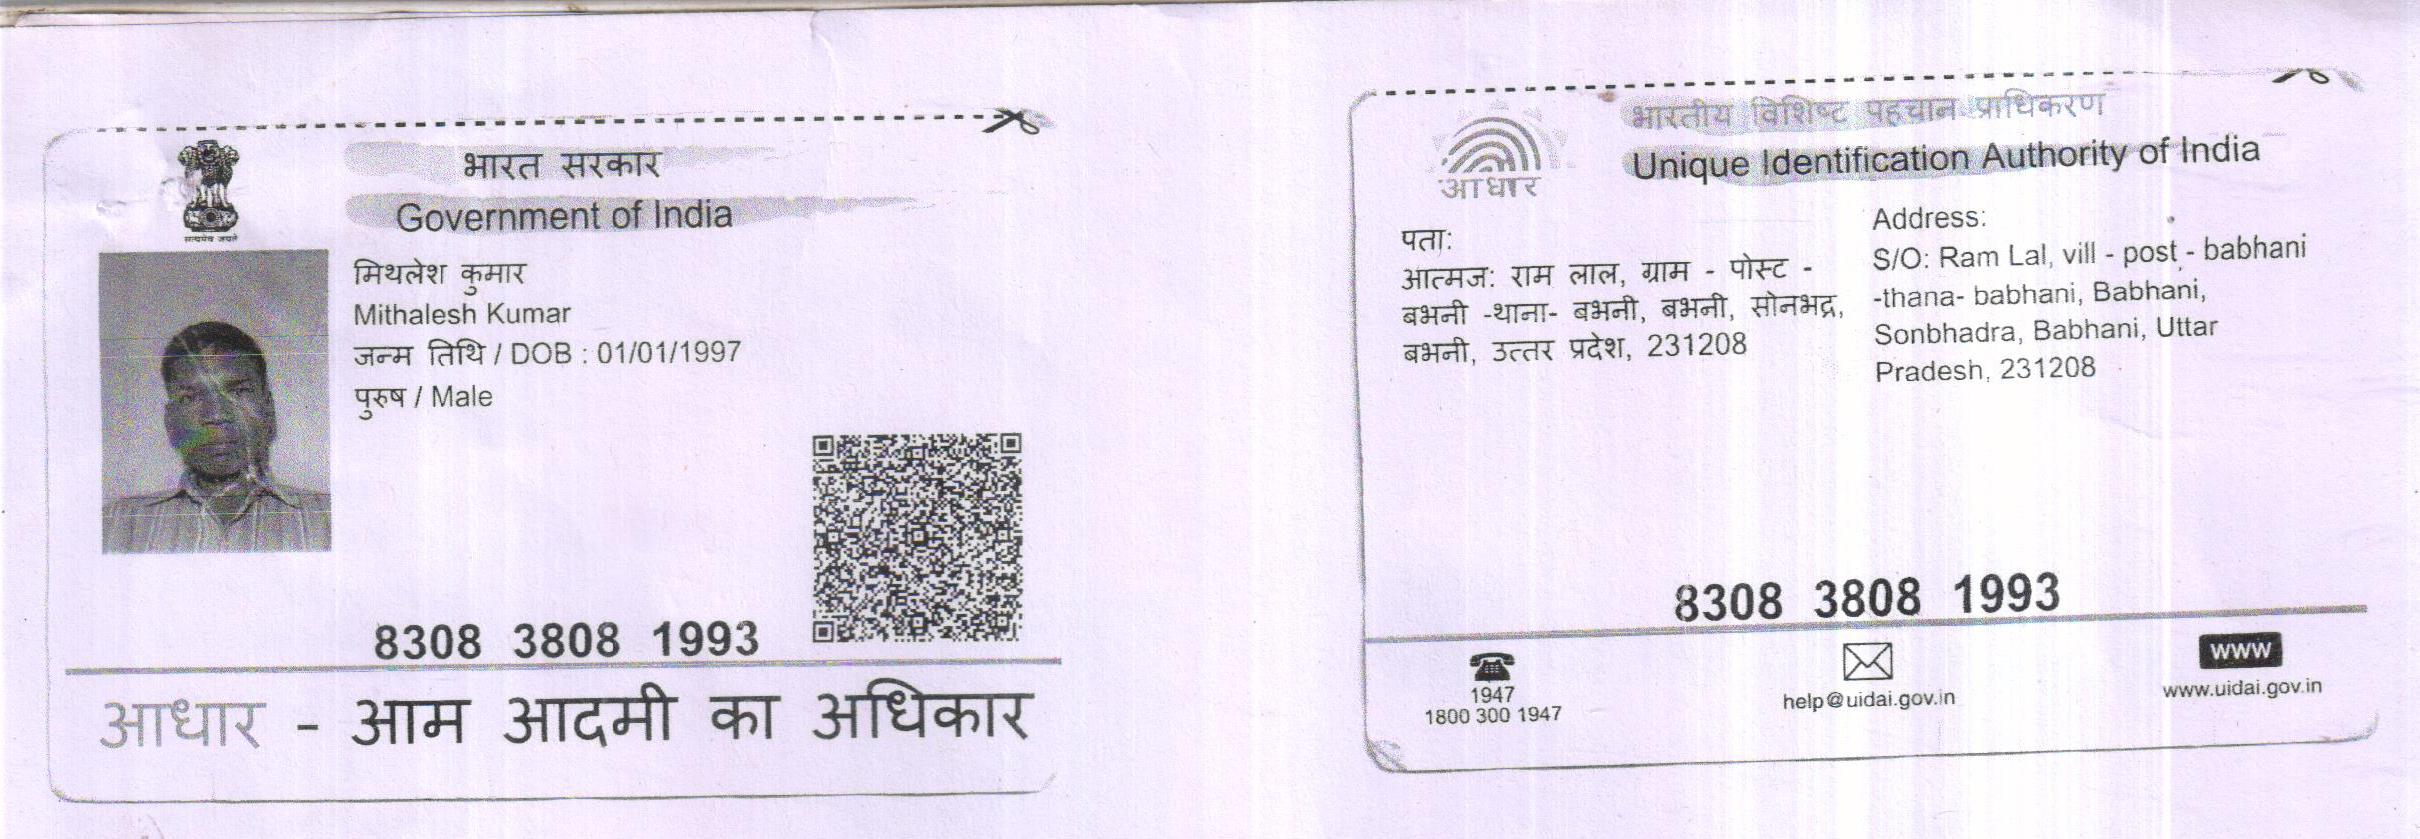 भारत सरकार
Government of India
सत्यमेव जयते
मिथलेश कुमार
Mithalesh Kumar
जन्म तिथि / DOB : 01/01/1997
पुरुष / Male
8308 3808 1993
आधार - आम आदमी का अधिकार
भारतीय विशिष्ट पहचान प्राधिकरण
Unique Identification Authority of India
आधार
पता:
आत्मज: राम लाल, ग्राम - पोस्ट -
बभनी -थाना- बभनी, बभनी, सोनभद्र,
बभनी, उत्तर प्रदेश, 231208
Address:
S/O: Ram Lal, vill - post - babhani
-thana- babhani, Babhani,
Sonbhadra, Babhani, Uttar
Pradesh, 231208
8308 3808 1993
1947
1800 300 1947
help@uidai.gov.in
www
www.uidai.gov.in